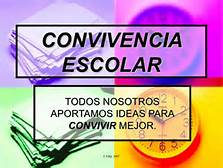 CONVIVENCIA
ESCOLAR
TODOS NOSOTROS
APORTAMOS IDEAS PARA
CONVIVIR MEJOR.